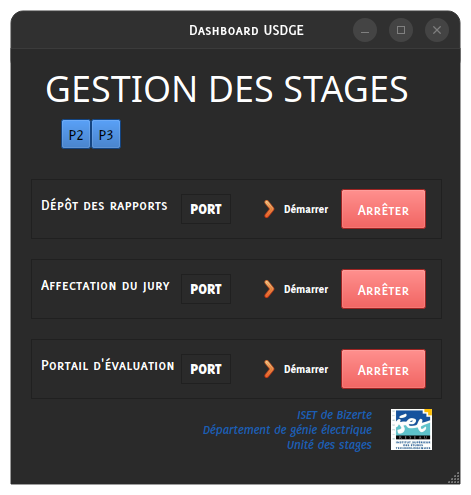 Dashboard USDGE
GESTION DES STAGES
P2 P3
Dépôt des rapports PORT Démarrer Arrêter
Affectation du jury PORT Démarrer Arrêter
Portail d'évaluation PORT Démarrer Arrêter
ISET de Bizerte
Département de génie électrique
Unité des stages
iset